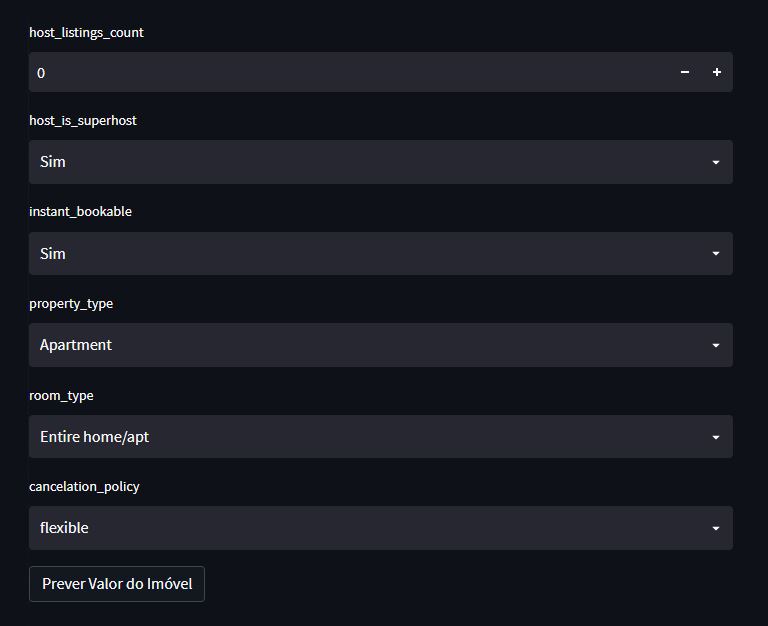 host_listings_count
0
host_is_superhost
Sim
instant_bookable
Sim
property_type
Apartment
room_type
Entire home/apt
cancelation_policy
flexible
Prever Valor do Imóvel